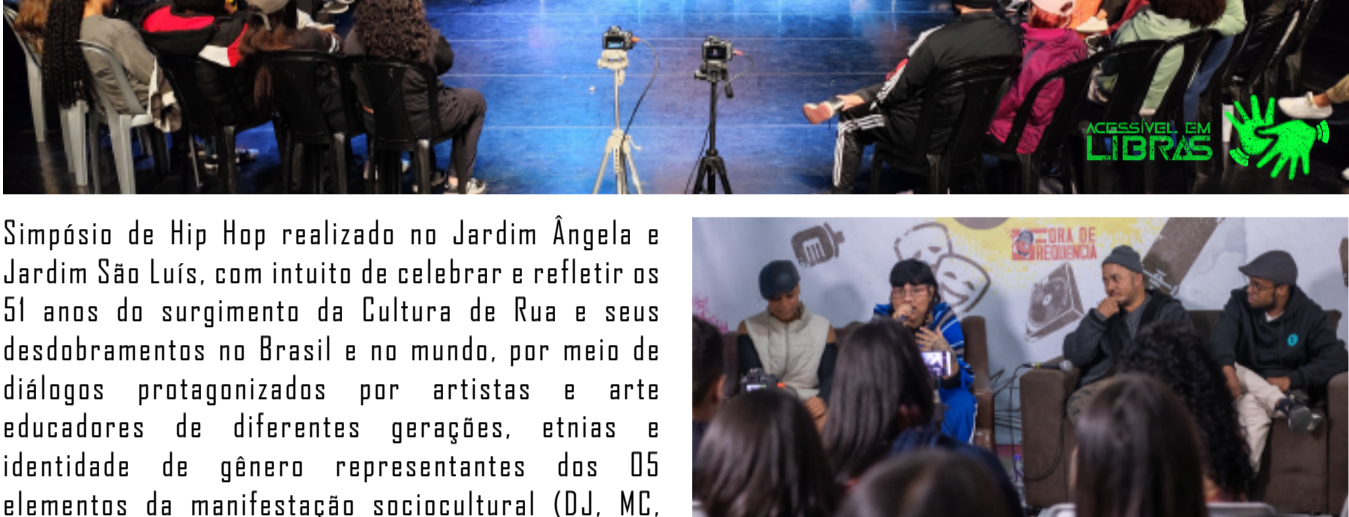 ACESSÍVEL EM
LIBRAS
Simpósio de Hip Hop realizado no Jardim Ângela e
Jardim São Luís, com intuito de celebrar e refletir os
51 anos do surgimento da Cultura de Rua e seus
desdobramentos no Brasil e no mundo, por meio de
diálogos protagonizados por artistas e arte
educadores de diferentes gerações, etnias e
identidade de gênero representantes dos 05
elementos da manifestação sociocultural (DJ, MC,
ORA DE
FREQUENCIA